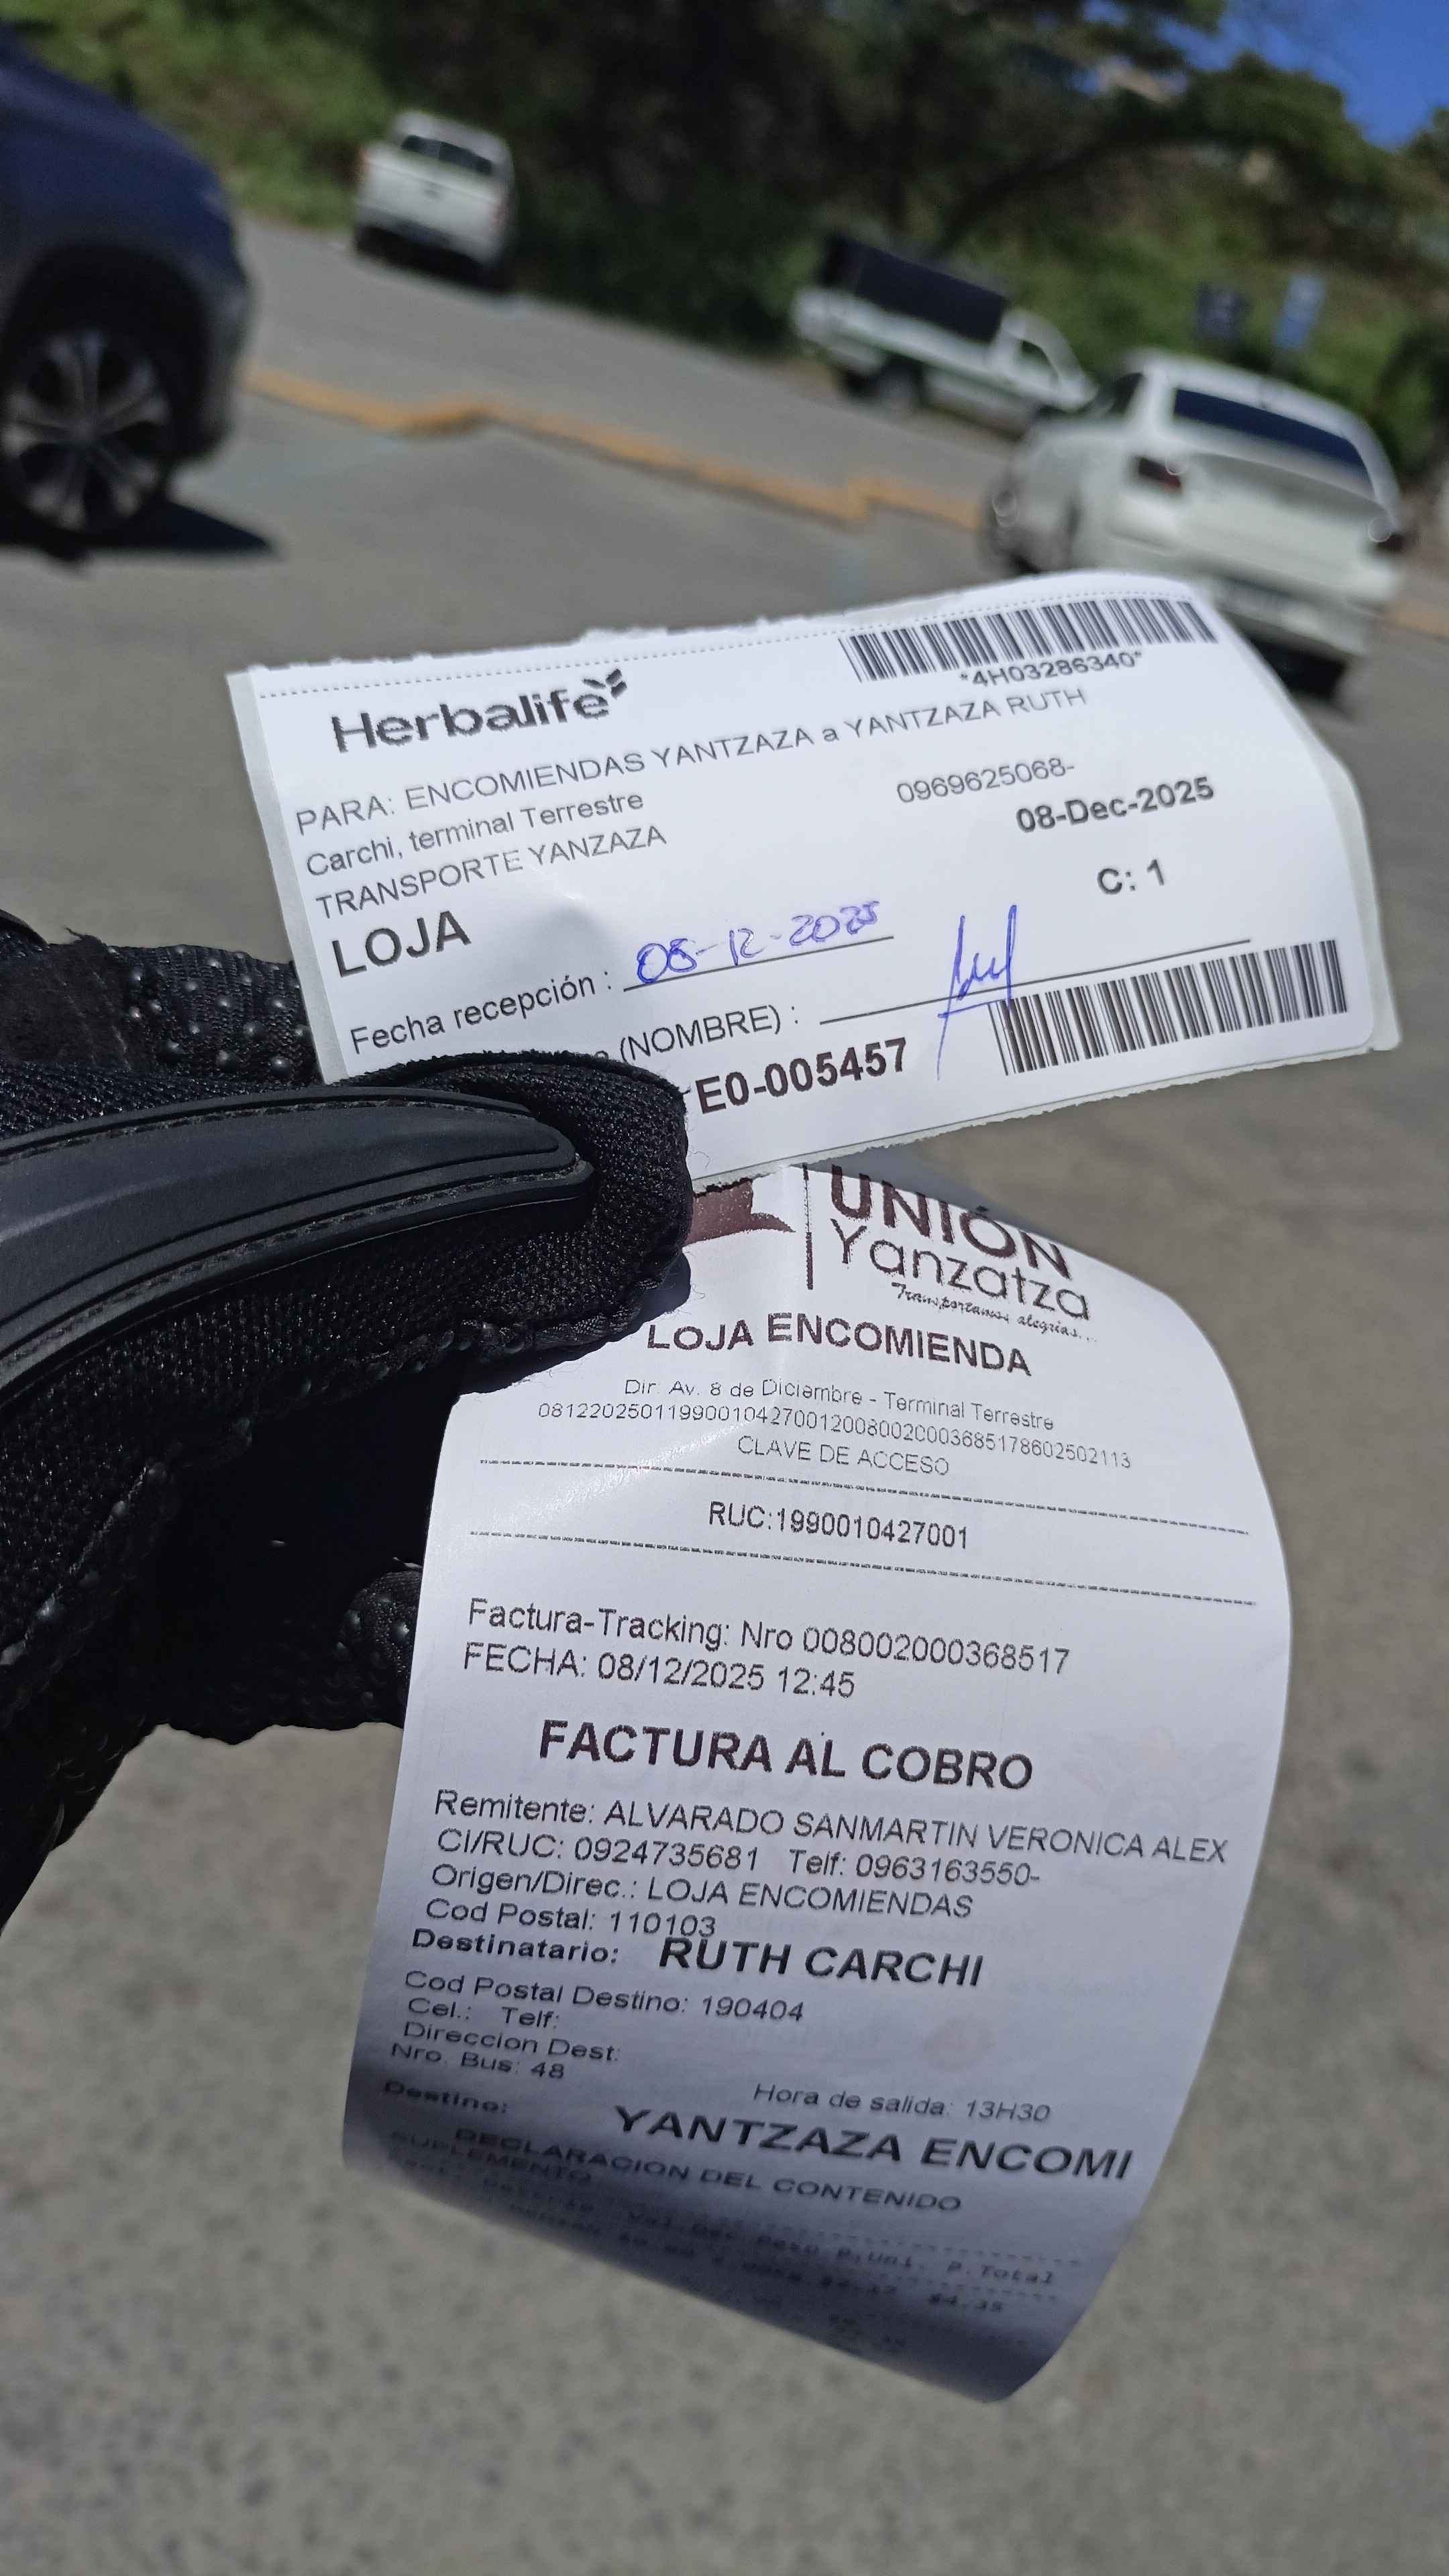 Herbalife
*4H03286340*
PARA: ENCOMIENDAS YANTZAZA a YANTZAZA RUTH
Carchi, terminal Terrestre
0969625068-
TRANSPORTE YANZAZA
08-Dec-2025
LOJA
C: 1
Fecha recepción : 08-12-2025
(NOMBRE) :
E0-005457
UNIÓN
Yanzatza
Transportamos alegrías...
LOJA ENCOMIENDA
Dir: Av. 8 de Diciembre - Terminal Terrestre
0812202501199001042700120080020003685178602502113
CLAVE DE ACCESO
RUC:1990010427001
Factura-Tracking: Nro 008002000368517
FECHA: 08/12/2025 12:45
FACTURA AL COBRO
Remitente: ALVARADO SANMARTIN VERONICA ALEX
CI/RUC: 0924735681 Telf: 0963163550-
Origen/Direc.: LOJA ENCOMIENDAS
Cod Postal: 110103
Destinatario: RUTH CARCHI
Cod Postal Destino: 190404
Cel.: Telf:
Direccion Dest:
Nro. Bus: 48
Hora de salida: 13H30
Destino: YANTZAZA ENCOMI
DECLARACION DEL CONTENIDO
SUPLEMENTO
P.Uni. P.Total